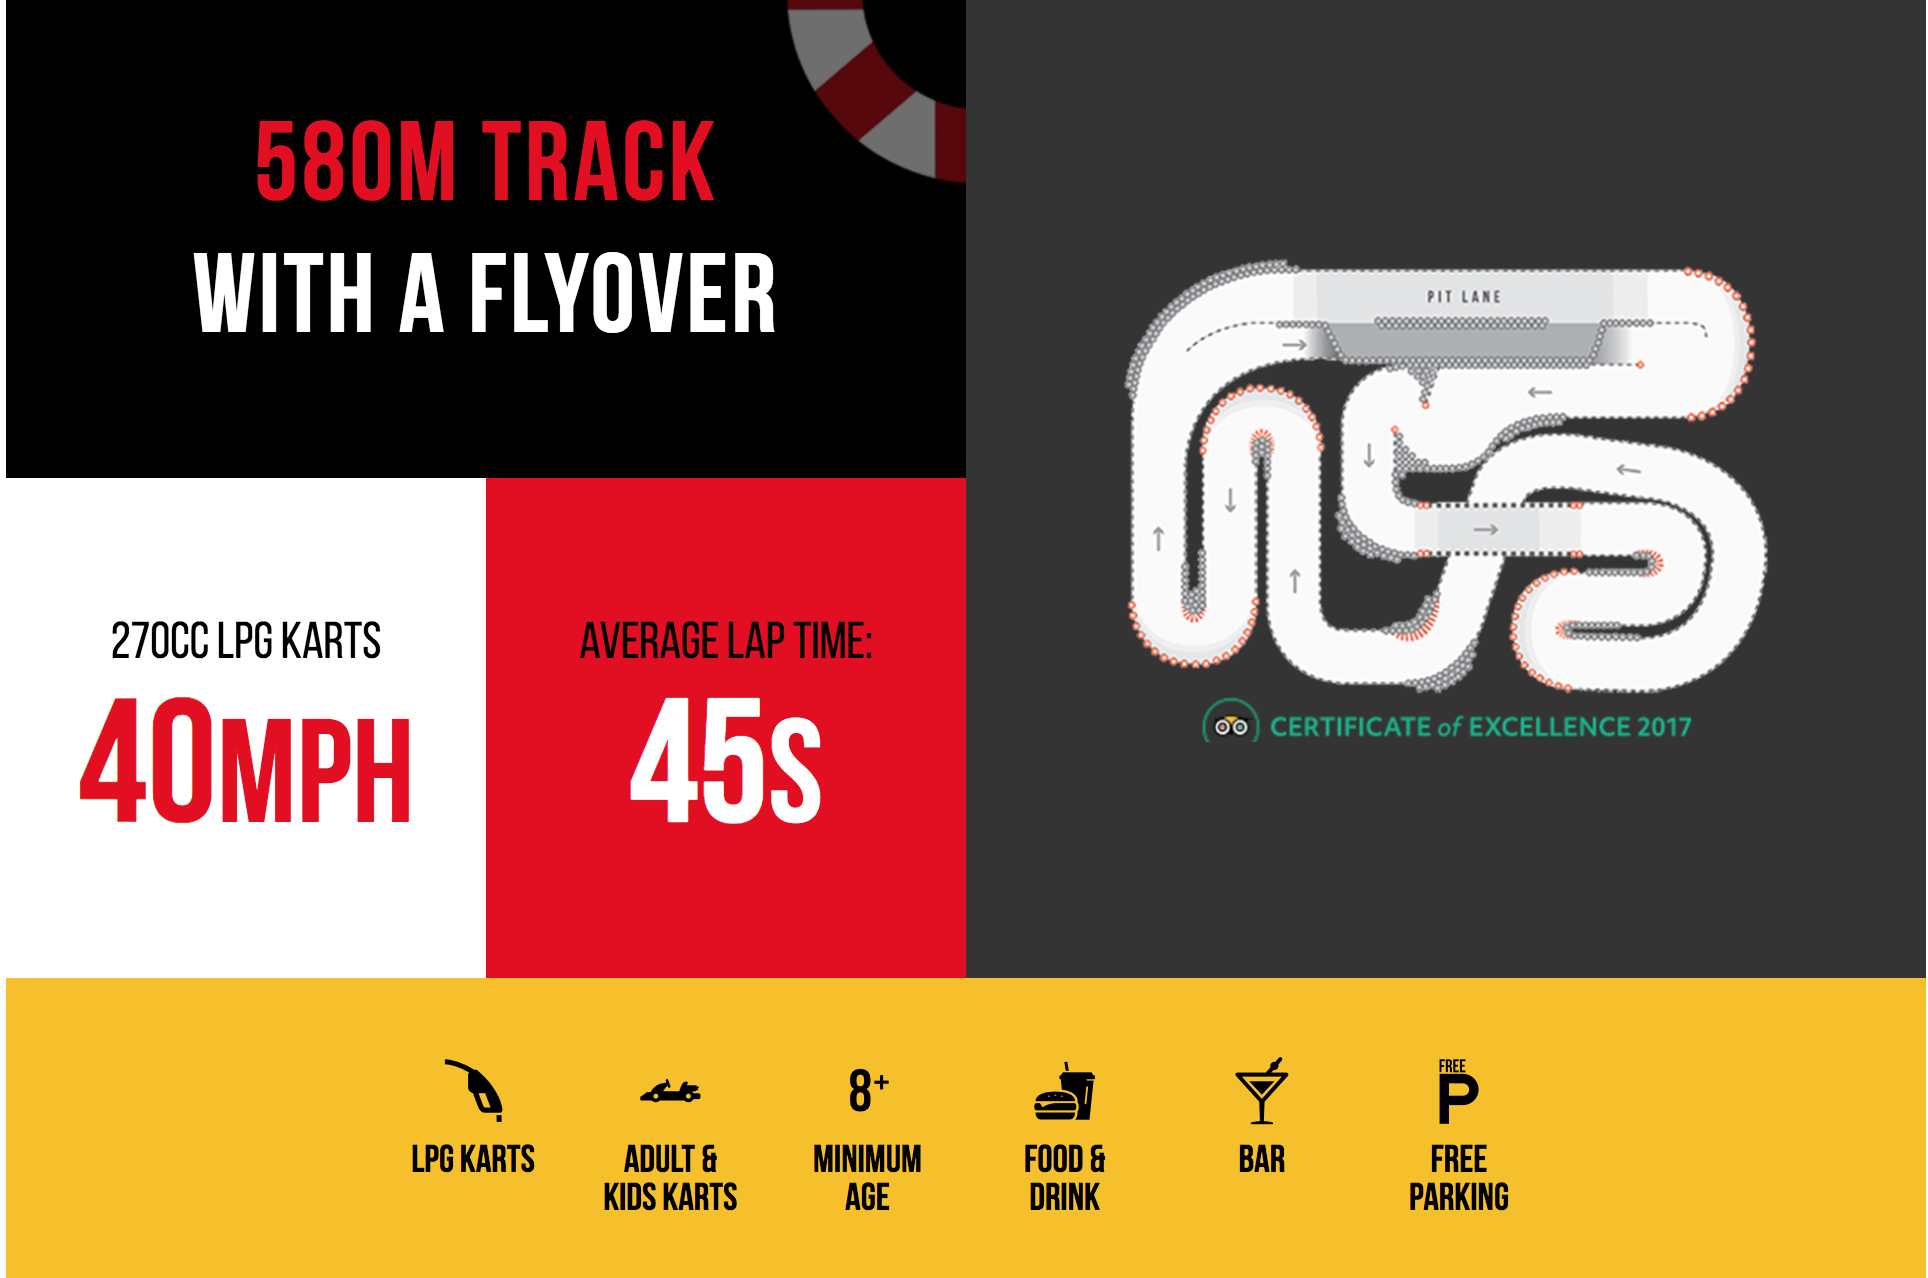 580M TRACK
WITH A FLYOVER
270CC LPG KARTS
40MPH
AVERAGE LAP TIME:
45S
PIT LANE
CERTIFICATE of EXCELLENCE 2017
LPG KARTS
ADULT &
KIDS KARTS
8+
MINIMUM
AGE
FOOD &
DRINK
BAR
FREE
P
FREE
PARKING